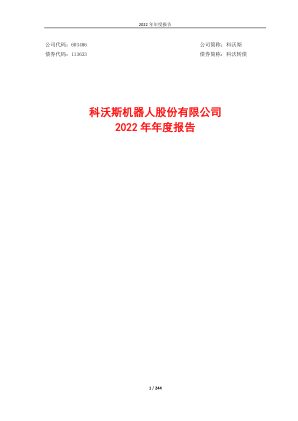 2022 年年度报告
公司代码：603486 公司简称：科沃斯
债券代码：113633 债券简称：科沃转债
科沃斯机器人股份有限公司
2022 年年度报告
1 / 244